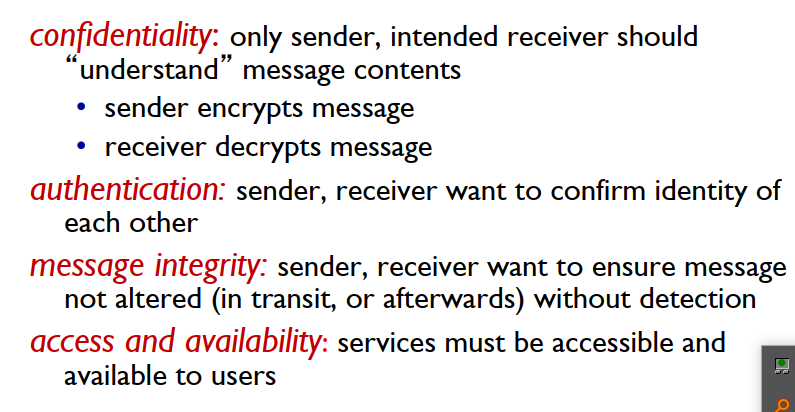 confidentiality: only sender, intended receiver should
“understand” message contents
• sender encrypts message
• receiver decrypts message
authentication: sender, receiver want to confirm identity of
each other
message integrity: sender, receiver want to ensure message
not altered (in transit, or afterwards) without detection
access and availability: services must be accessible and
available to users